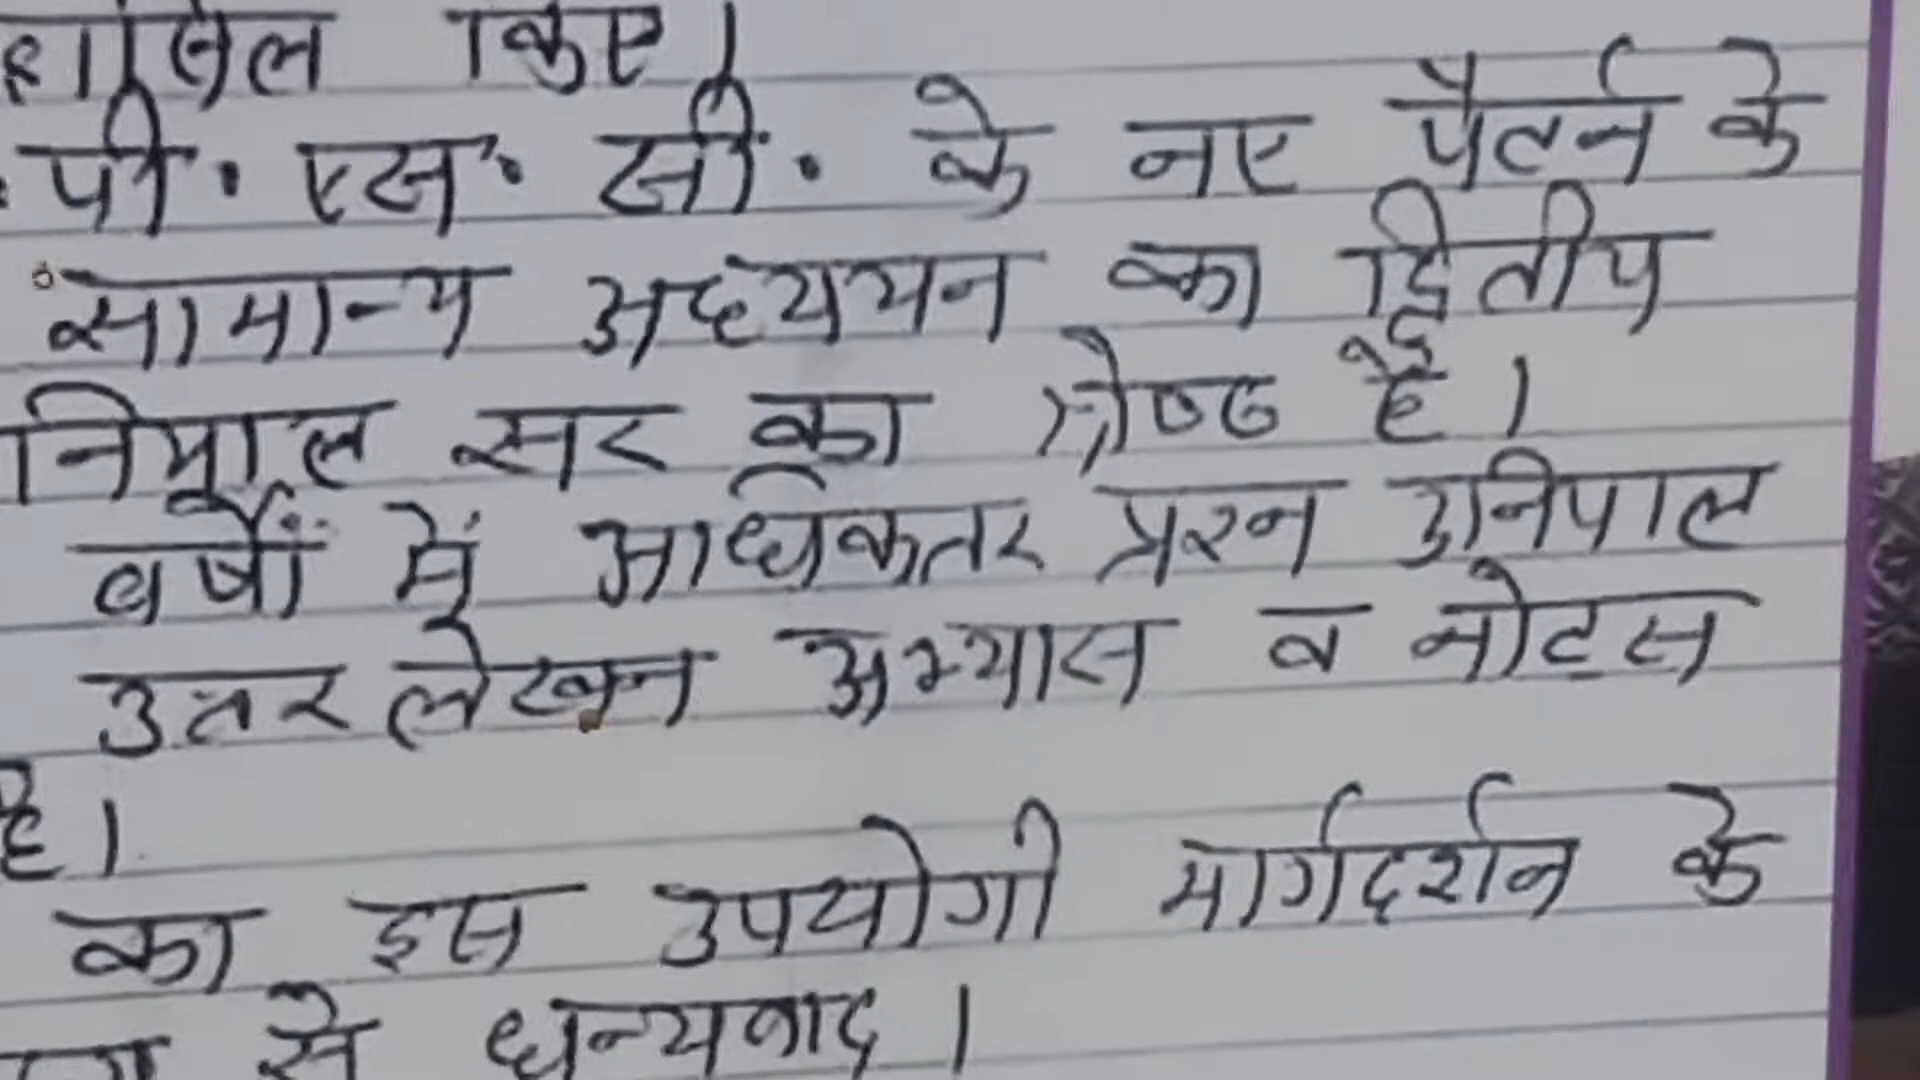 हासिल किए।
पी. एस. सी. के नए पैटर्न के
सामान्य अध्ययन का द्वितीय
सर का श्रेष्ठ है।
वर्षों में अधिकतर प्रश्न
उत्तर लेखन अभ्यास व नोट्स
है।
का इस उपयोगी मार्गदर्शन के
से धन्यवाद।